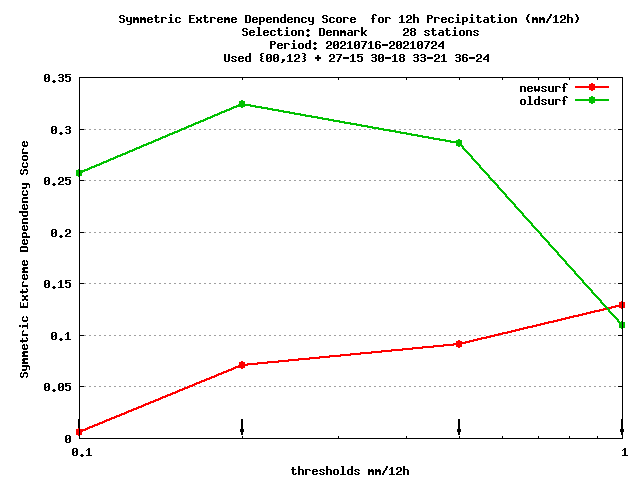 Symmetric Extreme Dependency Score  for 12h Precipitation (mm/12h)
Selection: Denmark     28 stations
Period: 20210716-20210724
Used {00,12} + 27-15 30-18 33-21 36-24
newsurf
oldsurf
Symmetric Extreme Dependency Score
0.35
0.3
0.25
0.2
0.15
0.1
0.05
0
0.1
1
thresholds mm/12h